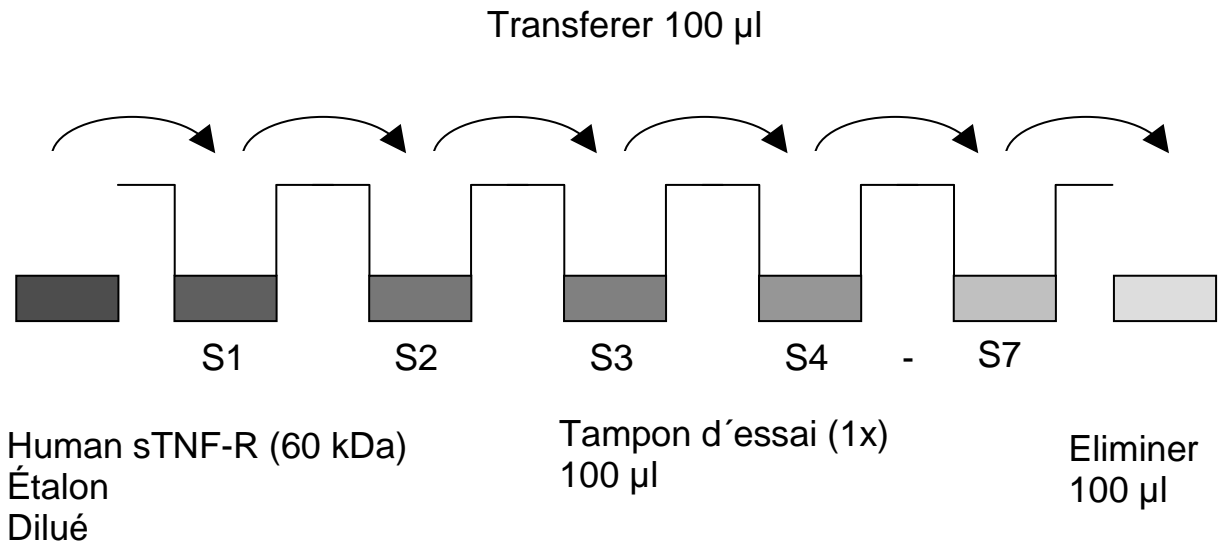 Transferer 100 µl
S1 S2 S3 S4 - S7
Human sTNF-R (60 kDa)
Étalon
Dilué
Tampon d´essai (1x)
100 µl
Eliminer
100 µl